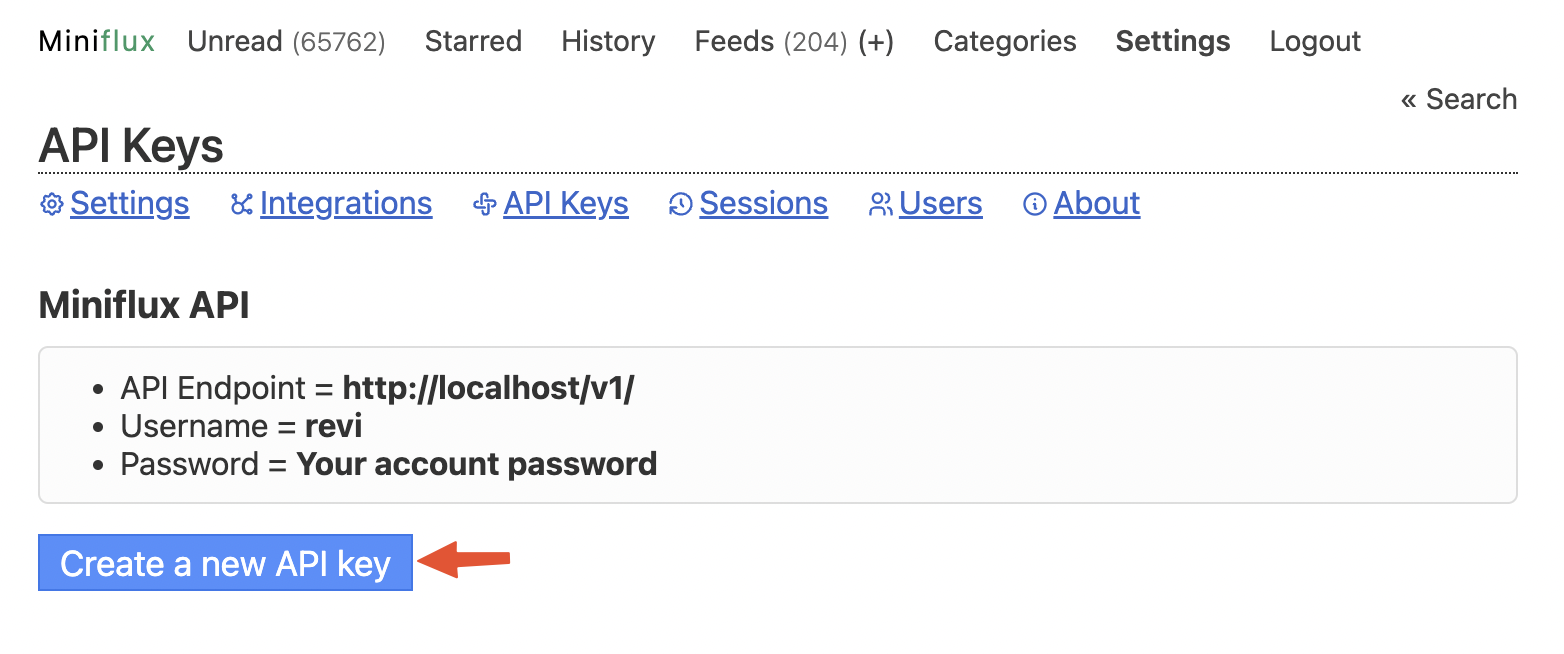 Miniflux Unread (65762) Starred History Feeds (204) (+) Categories Settings Logout
« Search
API Keys
Settings Integrations API Keys Sessions Users About
Miniflux API
• API Endpoint = http://localhost/v1/
• Username = revi
• Password = Your account password
Create a new API key